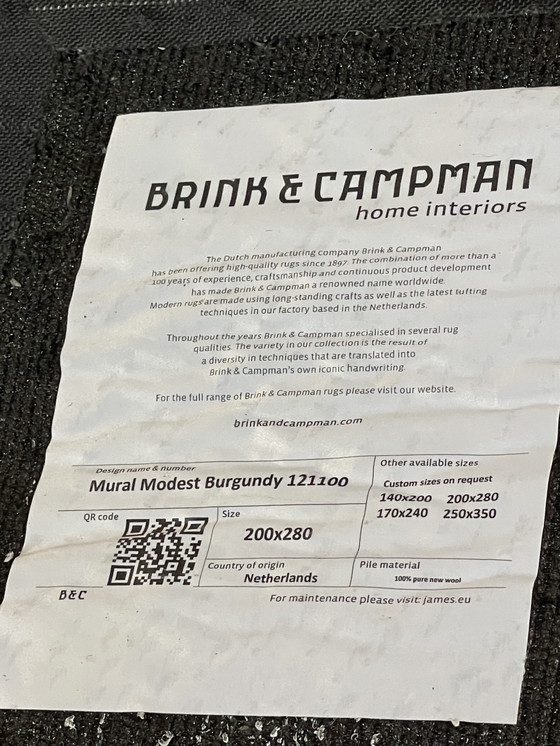 BRINK & CAMPMAN
home interiors
The Dutch manufacturing company Brink & Campman
has been offering high-quality rugs since 1897. The combination of more than a
100 years of experience, craftsmanship and continuous product development
has made Brink & Campman a renowned name worldwide.
Modern rugs are made using long-standing crafts as well as the latest tufting
techniques in our factory based in the Netherlands.
Throughout the years Brink & Campman specialised in several rug
qualities. The variety in our collection is the result of
a diversity in techniques that are translated into
Brink & Campman's own iconic handwriting.
For the full range of Brink & Campman rugs please visit our website.
brinkandcampman.com
Design name & number
Mural Modest Burgundy 121100
QR code
Size
200x280
Country of origin
Netherlands
Other available sizes
Custom sizes on request
140x200 200x280
170x240 250x350
Pile material
100% pure new wool
B&C
For maintenance please visit: james.eu